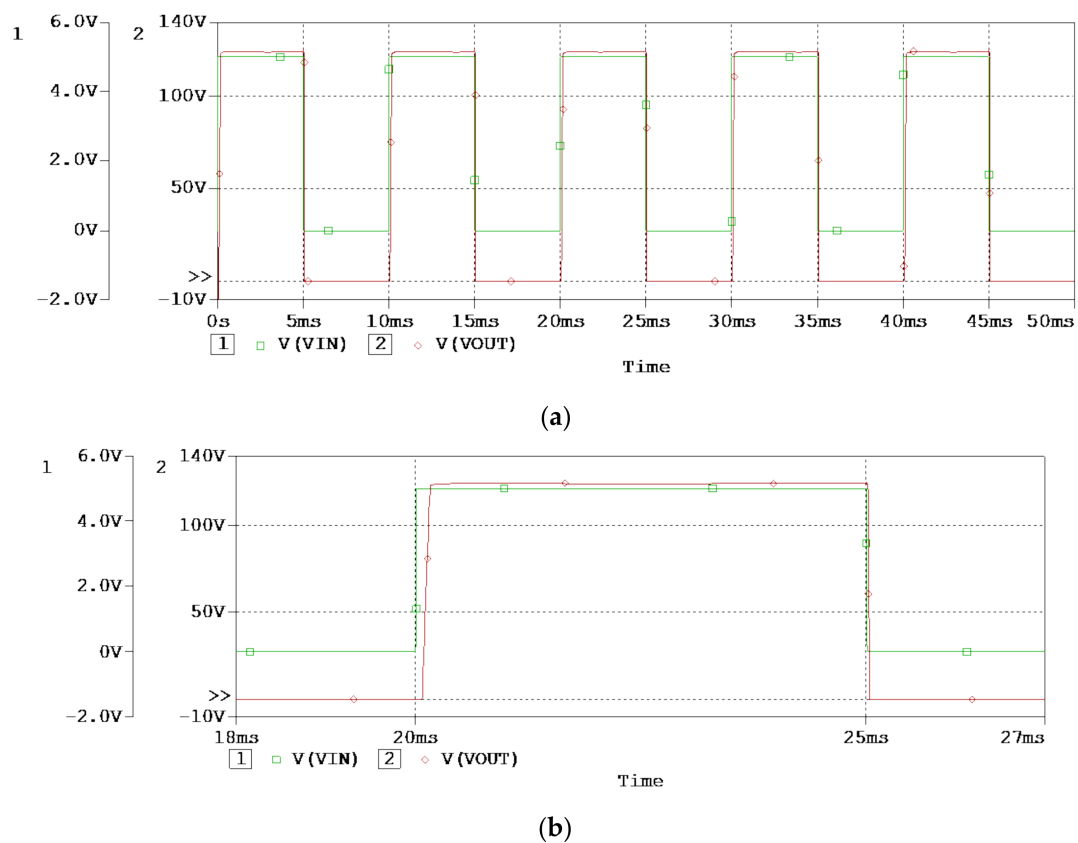 1 6.0V 2 140V
4.0V 100V
2.0V 50V
0V
>>
-2.0V -10V
0s 5ms 10ms 15ms 20ms 25ms 30ms 35ms 40ms 45ms 50ms
1 V(VIN) 2 V(VOUT)
Time
(a)
1 6.0V 2 140V
4.0V 100V
2.0V 50V
0V
>>
-2.0V -10V
18ms 20ms 25ms 27ms
1 V(VIN) 2 V(VOUT)
Time
(b)